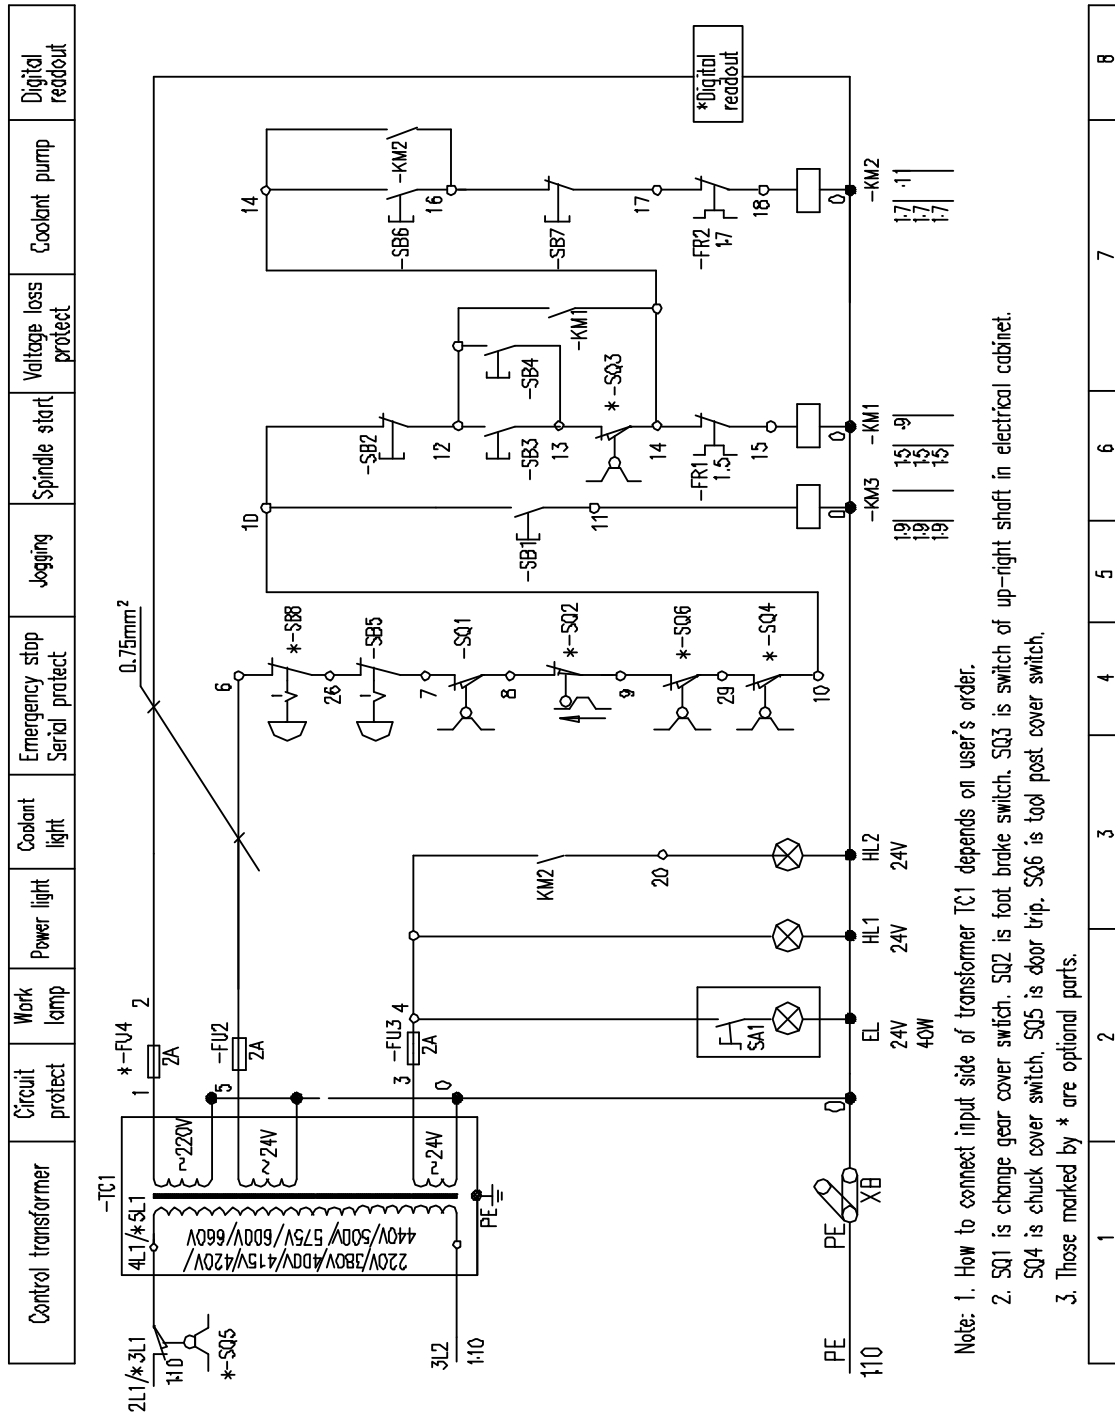 Control transformer
Circuit
protect
Work
lamp
Power light
Coolant
light
Emergency stop
Serial protect
Jogging
Spindle start
Valtage loss
protect
Coolant pump
Digital
readout
2L1/*3L1
1.10
*-SQ5
3L2
1.10
PE
1.10
-TC1
4L1/*5L1
220V/380V/400V/415V/420V/
440V/500V/575V/600V/660V
~220V
~24V
~24V
PE
PE
XB
1
*-FU4
2A
2
5
-FU2
2A
3
-FU3
2A
4
0
0
SA1
EL
24V
40W
HL1
24V
KM2
20
HL2
24V
0.75mm²
6
*-SB8
26
-SB5
7
-SQ1
8
*-SQ2
9
*-SQ6
29
*-SQ4
10
10
-SB1
11
0
-KM3
1.9
1.9
1.9
-SB2
12
-SB3
-SB4
13
*-SQ3
14
-KM1
-FR1
1.5
15
0
-KM1
1.5 .9
1.5
1.5
14
-SB6
-KM2
16
-SB7
17
-FR2
1.7
18
0
-KM2
1.7 .11
1.7
1.7
*Digital
readout
Note: 1. How to connect input side of transformer TC1 depends on user's order.
2. SQ1 is change gear cover swtich. SQ2 is foot brake switch. SQ3 is switch of up-right shaft in electrical cabinet.
SQ4 is chuck cover switch. SQ5 is door trip. SQ6 is tool post cover switch.
3. Those marked by * are optional parts.
1 2 3 4 5 6 7 8